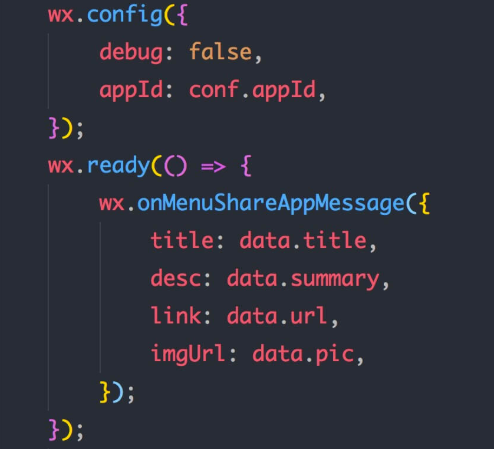 wx.config({
    debug: false,
    appId: conf.appId,
});
wx.ready(() => {
    wx.onMenuShareAppMessage({
        title: data.title,
        desc: data.summary,
        link: data.url,
        imgUrl: data.pic,
    });
});